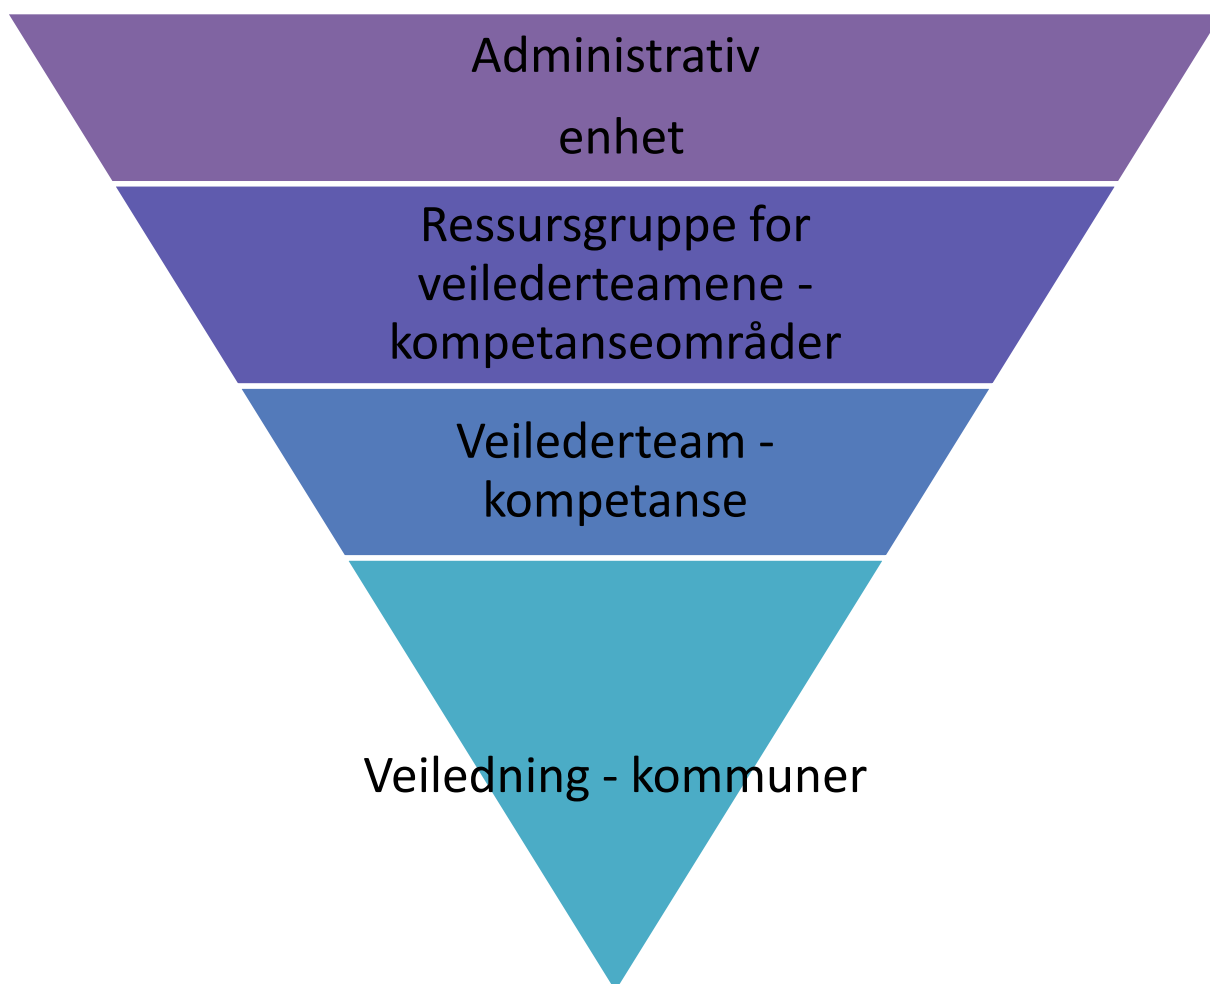 Administrativ
enhet
Ressursgruppe for
veilederteamene -
kompetanseområder
Veilederteam -
kompetanse
Veiledning - kommuner